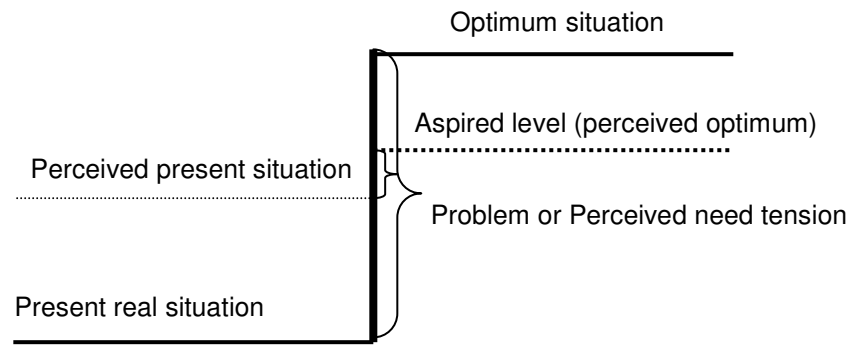 Optimum situation
Aspired level (perceived optimum)
Perceived present situation
Problem or Perceived need tension
Present real situation